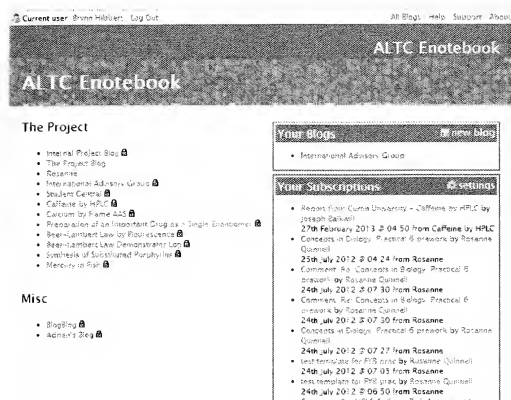 Current user Brynn Hibbert Log Out
All Blogs Help Support About
ALTC Enotebook
ALTC Enotebook
The Project
Internal Project Blog
The Project Blog
Rosanne
International Advisory Group
Student Central
Caffeine by HPLC
Calcium by Flame AAS
Preparation of an Important Drug as a Single Enantiomer
Beer-Lambert Law by Fluorescence
Beer-Lambert Law Demonstrator Log
Synthesis of Substituted Porphyrins
Mercury in Fish
Misc
BlogBlog
Adrian's Blog
Your Blogs new blog
International Advisory Group
Your Subscriptions settings
Report from Curtin University - Caffeine by HPLC by
Joseph
27th February 2013 @ 04:50 from Caffeine by HPLC
Concepts in Biology Practical 6 prework by Rosanne
Quinnell
25th July 2012 @ 04:24 from Rosanne
Comment: Re: Concepts in Biology Practical 6
prework by Rosanne Quinnell
24th July 2012 @ 07:30 from Rosanne
Comment: Re: Concepts in Biology Practical 6
prework by Rosanne Quinnell
24th July 2012 @ 07:30 from Rosanne
Concepts in Biology Practical 6 prework by Rosanne
Quinnell
24th July 2012 @ 07:27 from Rosanne
test template for FYB prac by Rosanne Quinnell
24th July 2012 @ 07:05 from Rosanne
test template for FYB prac by Rosanne Quinnell
24th July 2012 @ 06:50 from Rosanne